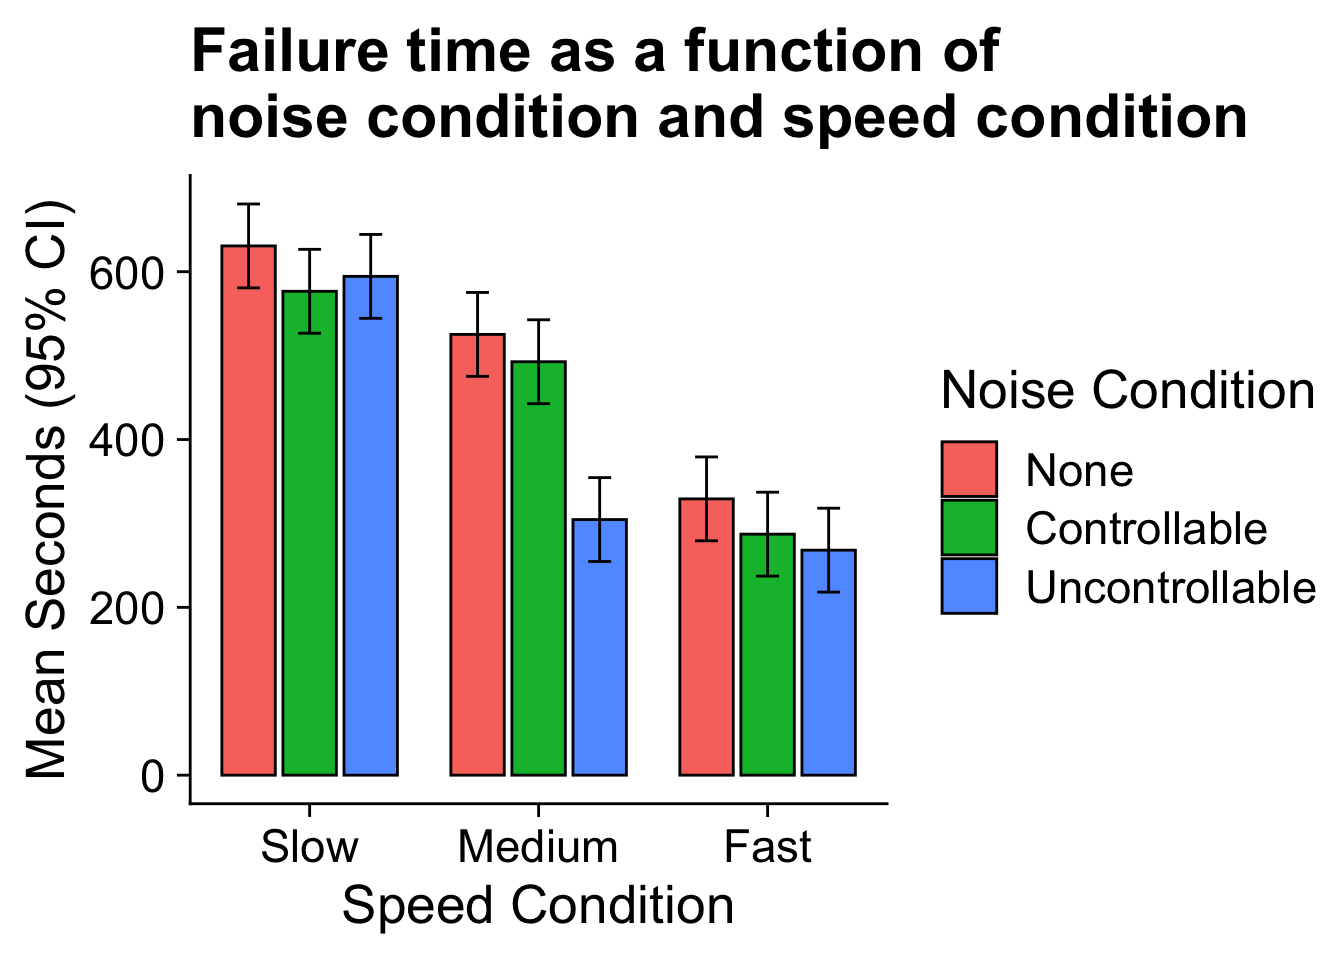 Failure time as a function of
noise condition and speed condition
Mean Seconds (95% CI)
600
400
200
0
Slow Medium Fast
Speed Condition
Noise Condition
None
Controllable
Uncontrollable